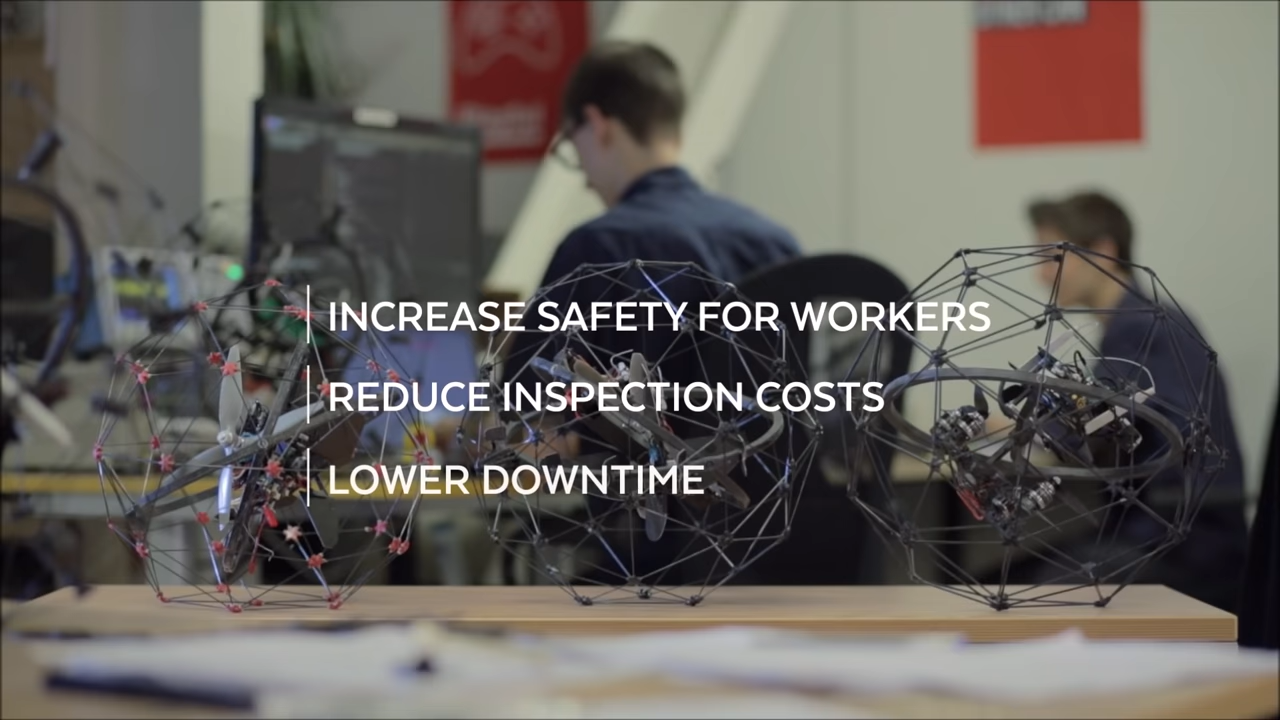 INCREASE SAFETY FOR WORKERS
REDUCE INSPECTION COSTS
LOWER DOWNTIME